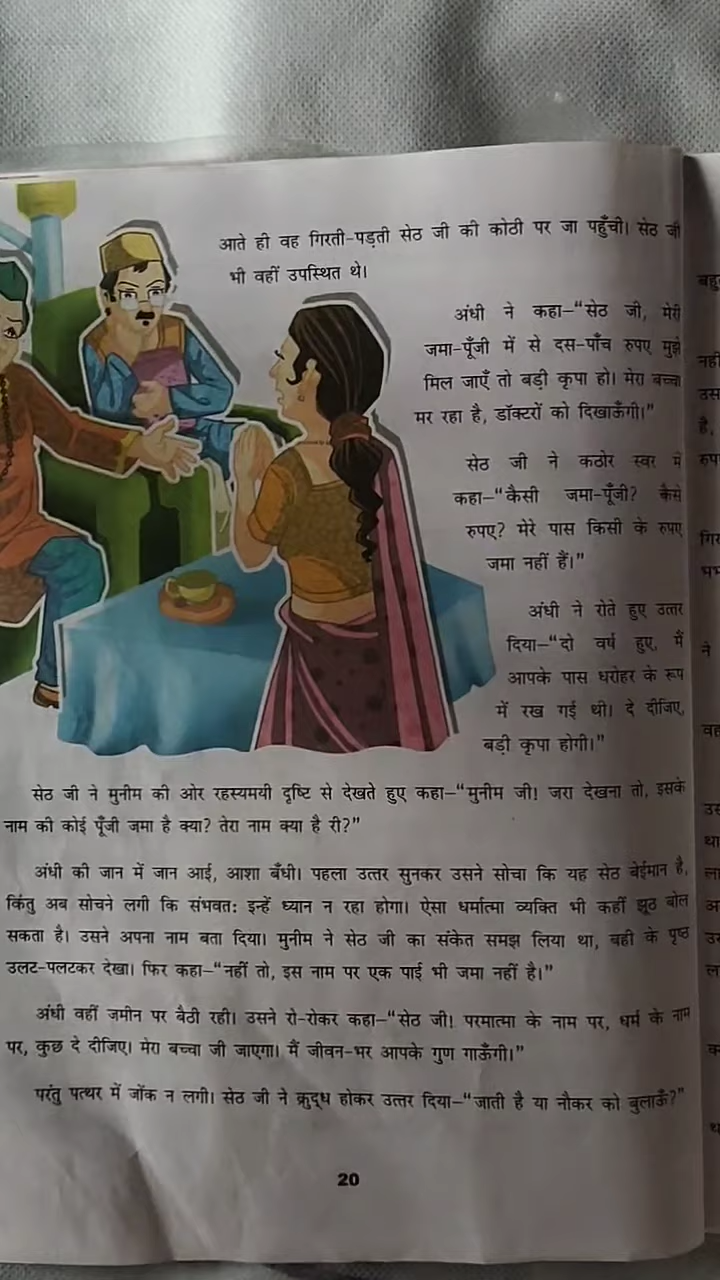 आते ही वह गिरती-पड़ती सेठ जी की कोठी पर जा पहुँची। सेठ जी
भी वहीं उपस्थित थे।
अंधी ने कहा–“सेठ जी, मेरी
जमा-पूँजी में से दस-पाँच रुपए मुझे
मिल जाएँ तो बड़ी कृपा हो। मेरा बच्चा
मर रहा है, डॉक्टरों को दिखाऊँगी।”
सेठ जी ने कठोर स्वर में
कहा–“कैसी जमा-पूँजी? कैसे
रुपए? मेरे पास किसी के रुपए
जमा नहीं हैं।”
अंधी ने रोते हुए उत्तर
दिया–“दो वर्ष हुए, मैं
आपके पास धरोहर के रूप
में रख गई थी। दे दीजिए,
बड़ी कृपा होगी।”
सेठ जी ने मुनीम की ओर रहस्यमयी दृष्टि से देखते हुए कहा–“मुनीम जी! जरा देखना तो, इसके
नाम की कोई पूँजी जमा है क्या? तेरा नाम क्या है री?”
अंधी की जान में जान आई, आशा बँधी। पहला उत्तर सुनकर उसने सोचा कि यह सेठ बेईमान है,
किंतु अब सोचने लगी कि संभवतः इन्हें ध्यान न रहा होगा। ऐसा धर्मात्मा व्यक्ति भी कहीं झूठ बोल
सकता है। उसने अपना नाम बता दिया। मुनीम ने सेठ जी का संकेत समझ लिया था, बही के पृष्ठ
उलट-पलटकर देखा। फिर कहा–“नहीं तो, इस नाम पर एक पाई भी जमा नहीं है।”
अंधी वहीं जमीन पर बैठी रही। उसने रो-रोकर कहा–“सेठ जी! परमात्मा के नाम पर, धर्म के नाम
पर, कुछ दे दीजिए। मेरा बच्चा जी जाएगा। मैं जीवन-भर आपके गुण गाऊँगी।”
परंतु पत्थर में जोंक न लगी। सेठ जी ने क्रुद्ध होकर उत्तर दिया–“जाती है या नौकर को बुलाऊँ?”
20